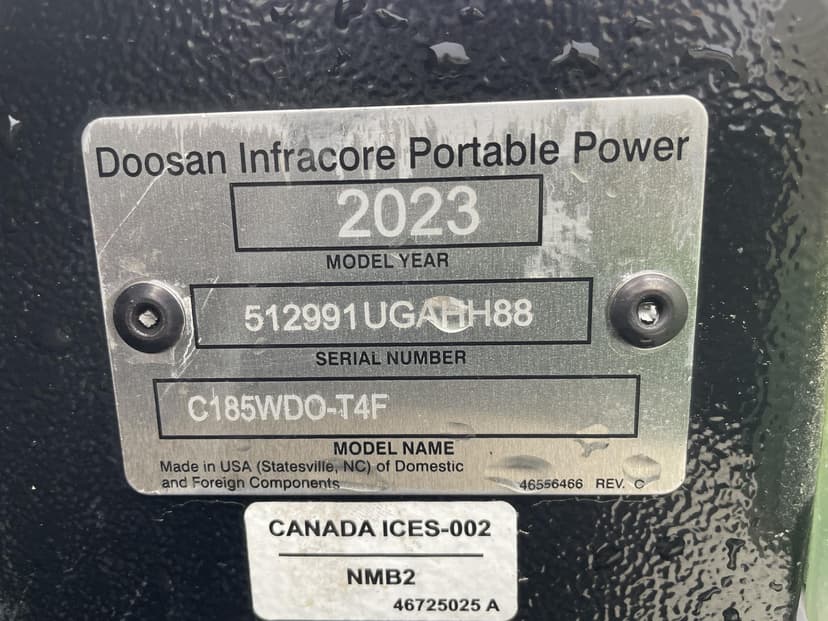 Doosan Infracore Portable Power
2023
MODEL YEAR
512991UGAHH88
SERIAL NUMBER
C185WDO-T4F
MODEL NAME
Made in USA (Statesville, NC) of Domestic
and Foreign Components
46556466 REV. C
CANADA ICES-002
NMB2
46725025 A